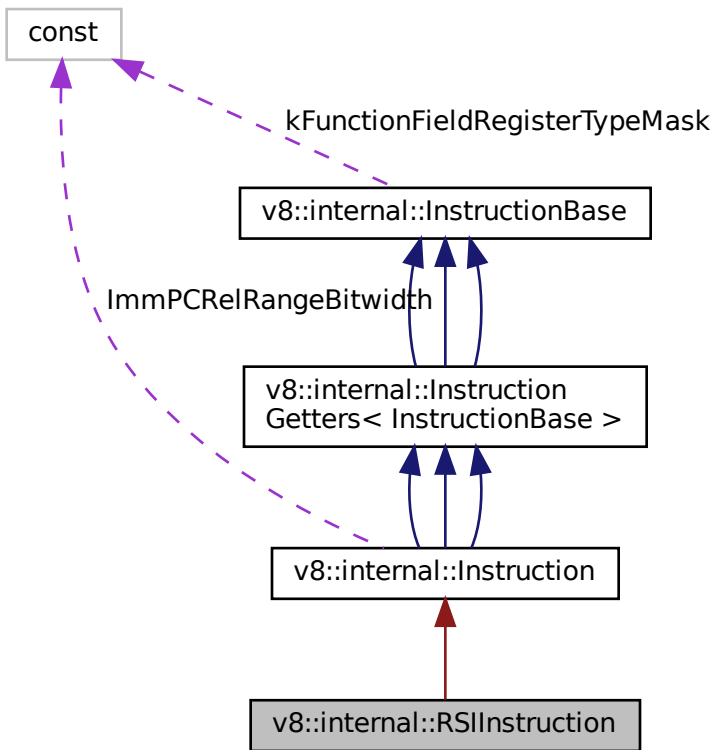 const
kFunctionFieldRegisterTypeMask
v8::internal::InstructionBase
ImmPCRelRangeBitwidth
v8::internal::Instruction
Getters< InstructionBase >
v8::internal::Instruction
v8::internal::RSIInstruction